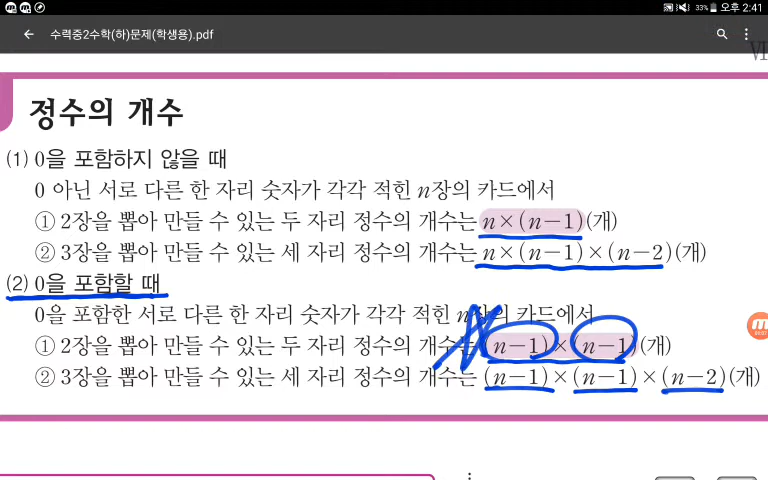 33% 오후 2:41
수력중2수학(하)문제(학생용).pdf
정수의 개수
(1) 0을 포함하지 않을 때
0 아닌 서로 다른 한 자리 숫자가 각각 적힌 n장의 카드에서
① 2장을 뽑아 만들 수 있는 두 자리 정수의 개수는 n×(n-1)(개)
② 3장을 뽑아 만들 수 있는 세 자리 정수의 개수는 n×(n-1)×(n-2)(개)
(2) 0을 포함할 때
0을 포함한 서로 다른 한 자리 숫자가 각각 적힌 n장의 카드에서
① 2장을 뽑아 만들 수 있는 두 자리 정수의 개수는 (n-1)×(n-1)(개)
② 3장을 뽑아 만들 수 있는 세 자리 정수의 개수는 (n-1)×(n-1)×(n-2)(개)